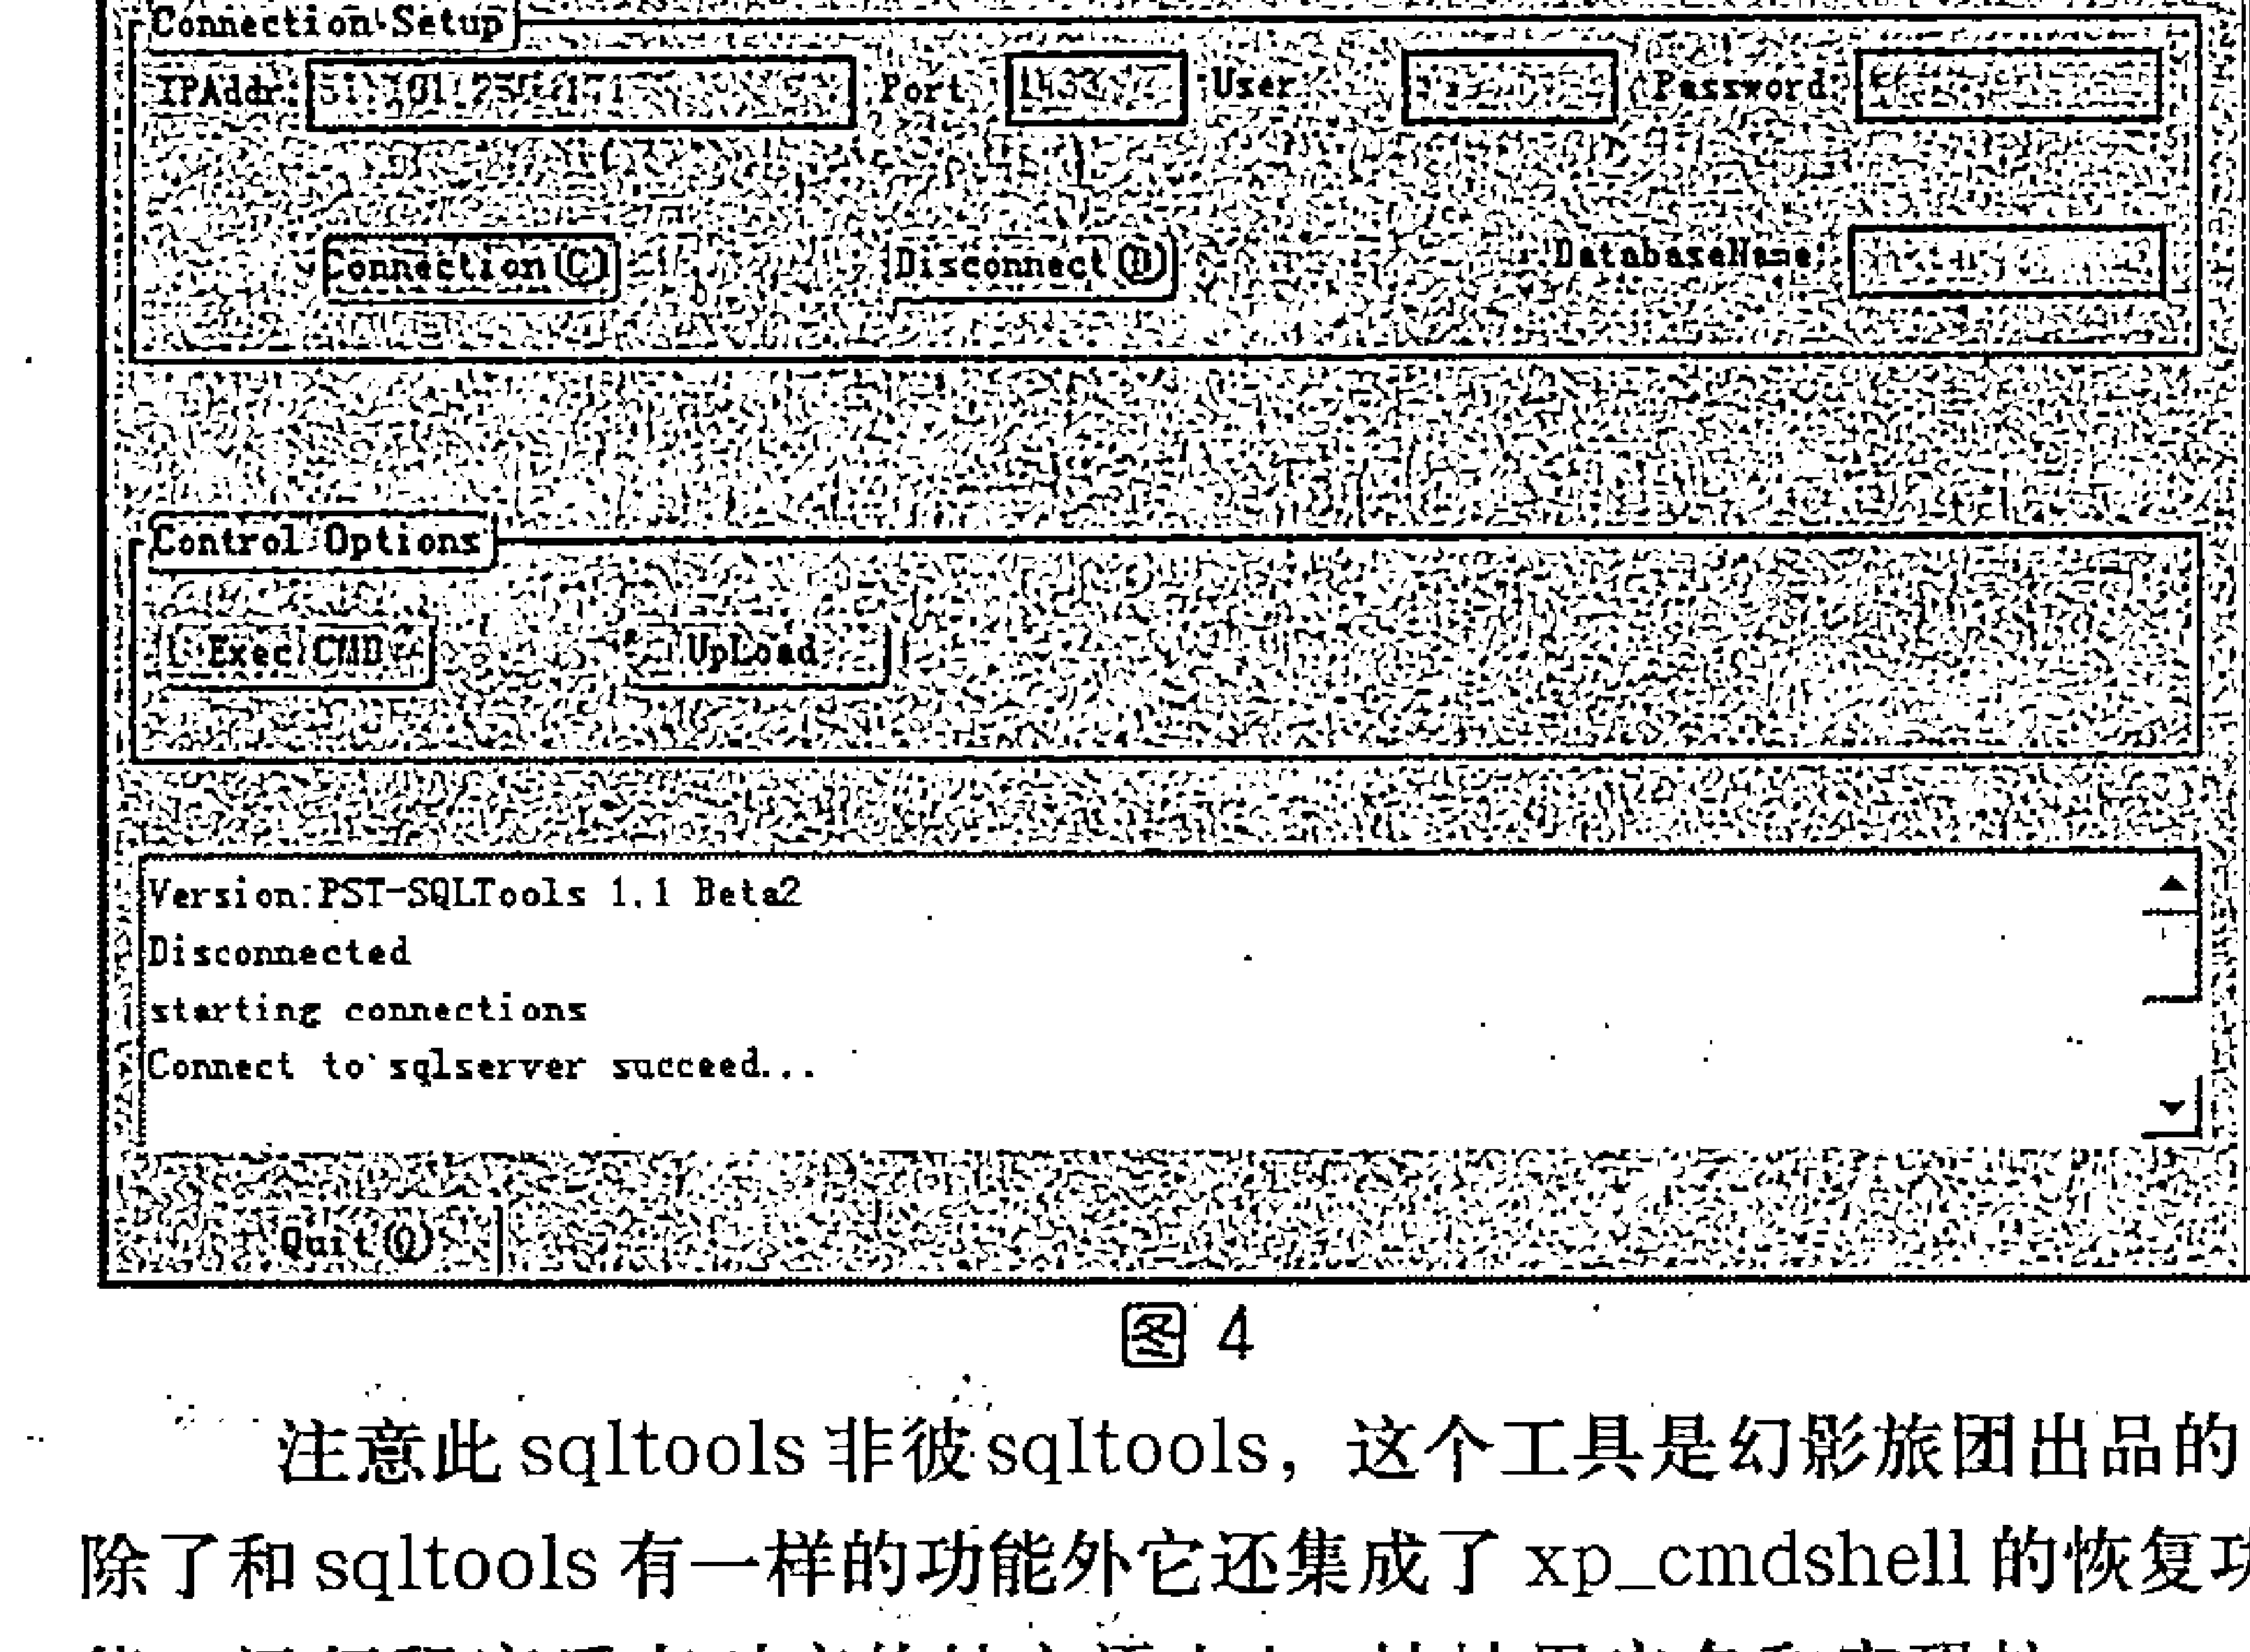 Connection Setup
IPAddr: Port 1433 User Password:
Connection(C) Disconnect(D) DatabaseName:
Control Options
Exec CMD UpLoad
Version:PST-SQLTools 1.1 Beta2
Disconnected
starting connections
Connect to sqlserver succeed...
Quit(Q)
图 4
注意此 sqltools 非彼 sqltools，这个工具是幻影旅团出品的
除了和 sqltools 有一样的功能外它还集成了 xp_cmdshell 的恢复功